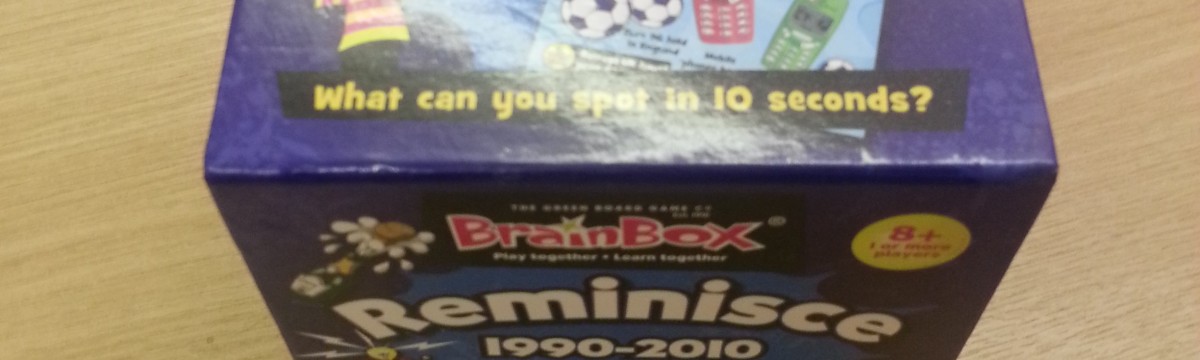 What can you spot in 10 seconds?
THE GREEN BOARD GAME CO
BrainBox®
Play together • Learn together
8+
1 or more
players
Reminisce
1990-2010